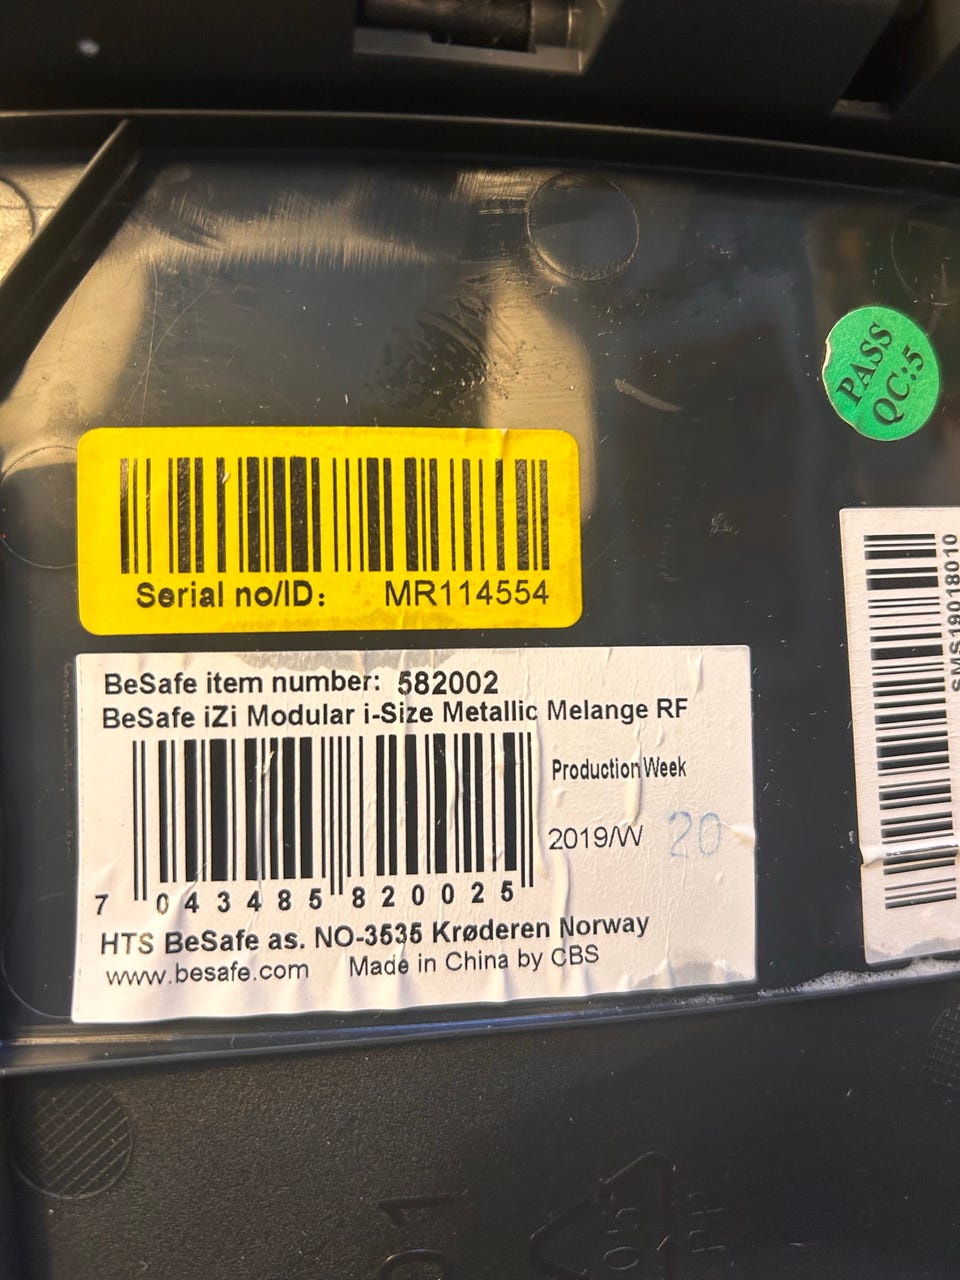 PASS
QC:5
Serial no/ID: MR114554
SMS19018010
BeSafe item number: 582002
BeSafe iZi Modular i-Size Metallic Melange RF
Production Week
2019/W 20
7 043485 820025
HTS BeSafe as. NO-3535 Krøderen Norway
www.besafe.com Made in China by CBS